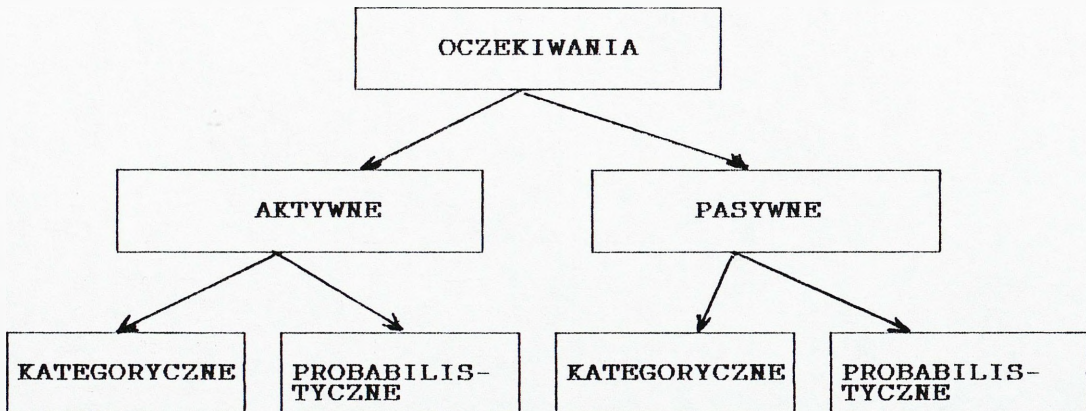 OCZEKIWANIA
AKTYWNE
PASYWNE
KATEGORYCZNE
PROBABILIS-
TYCZNE
KATEGORYCZNE
PROBABILIS-
TYCZNE